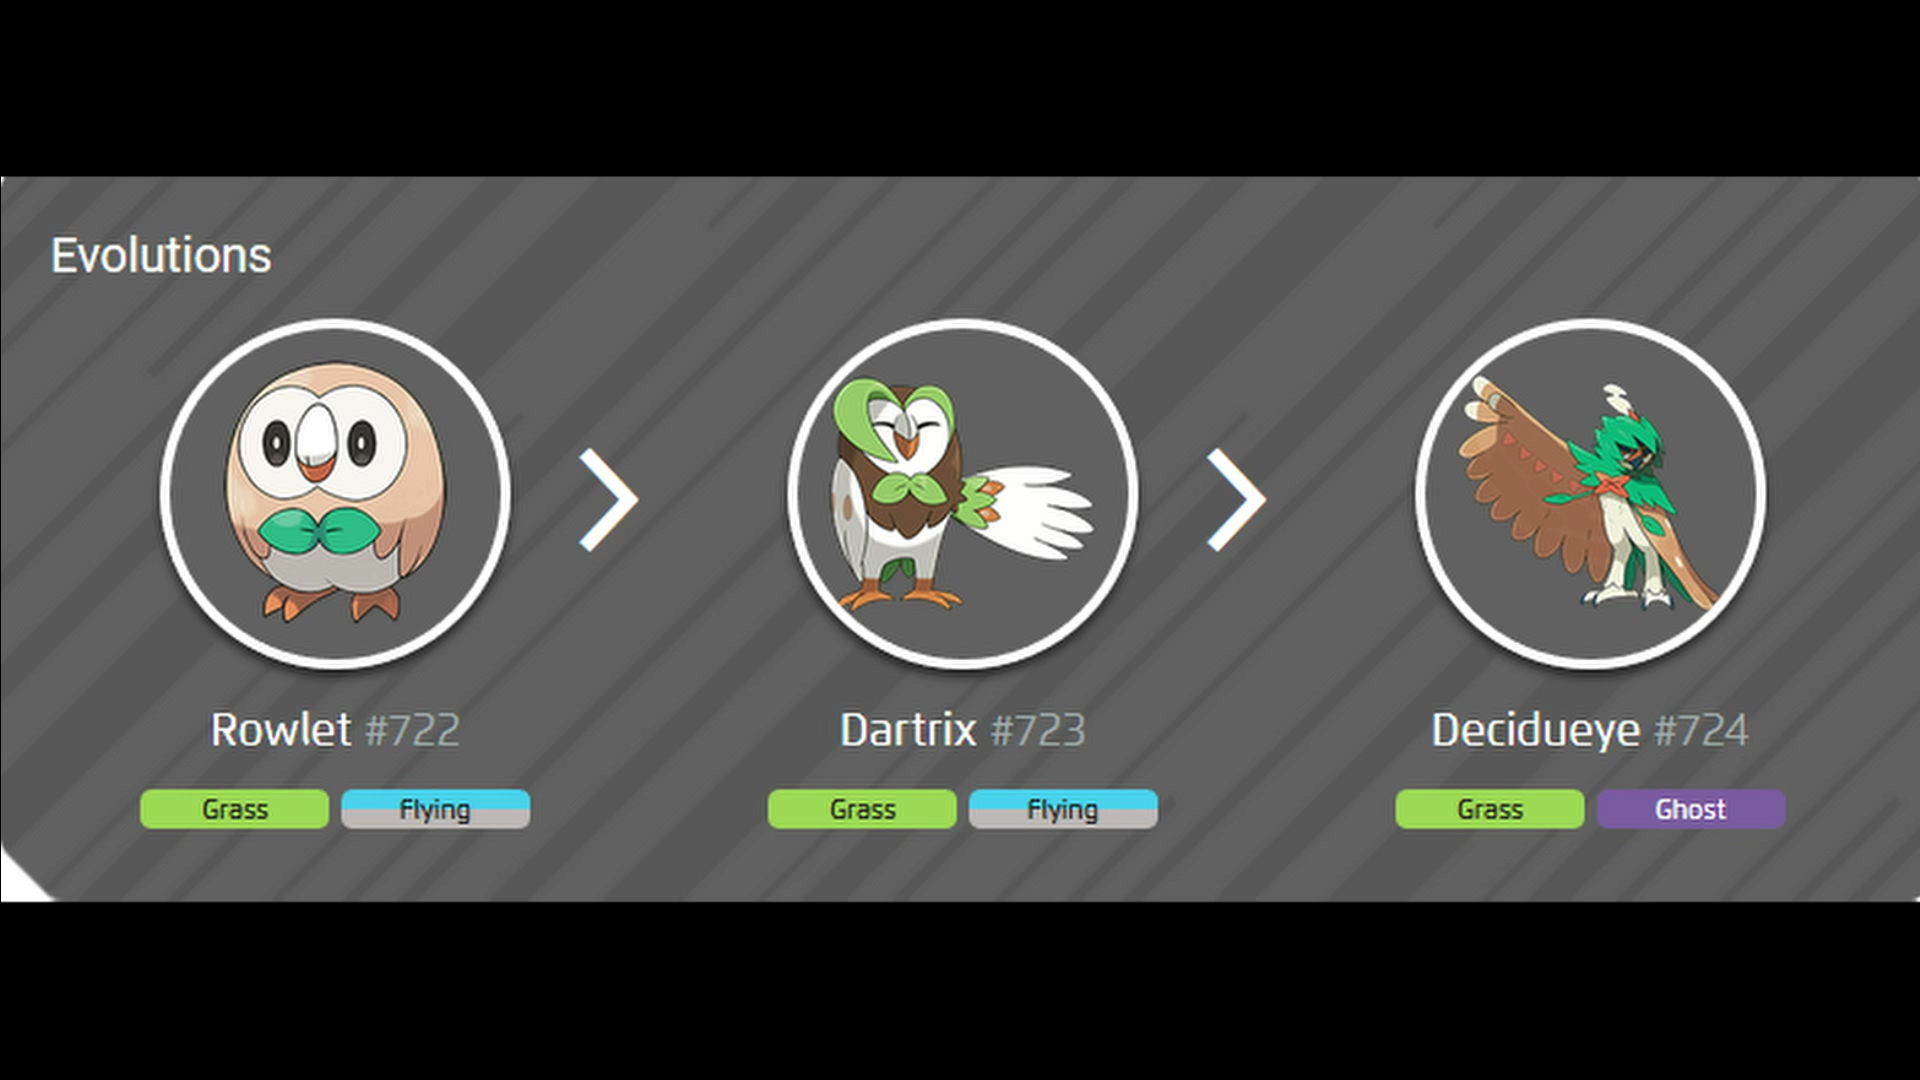 Evolutions
Rowlet #722
Dartrix #723
Decidueye #724
Grass Flying
Grass Flying
Grass Ghost